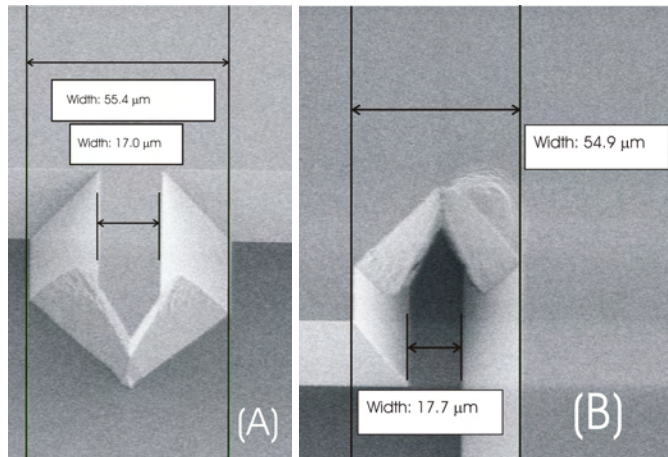 Width: 55.4 µm
Width: 17.0 µm
(A)
Width: 54.9 µm
Width: 17.7 µm
(B)